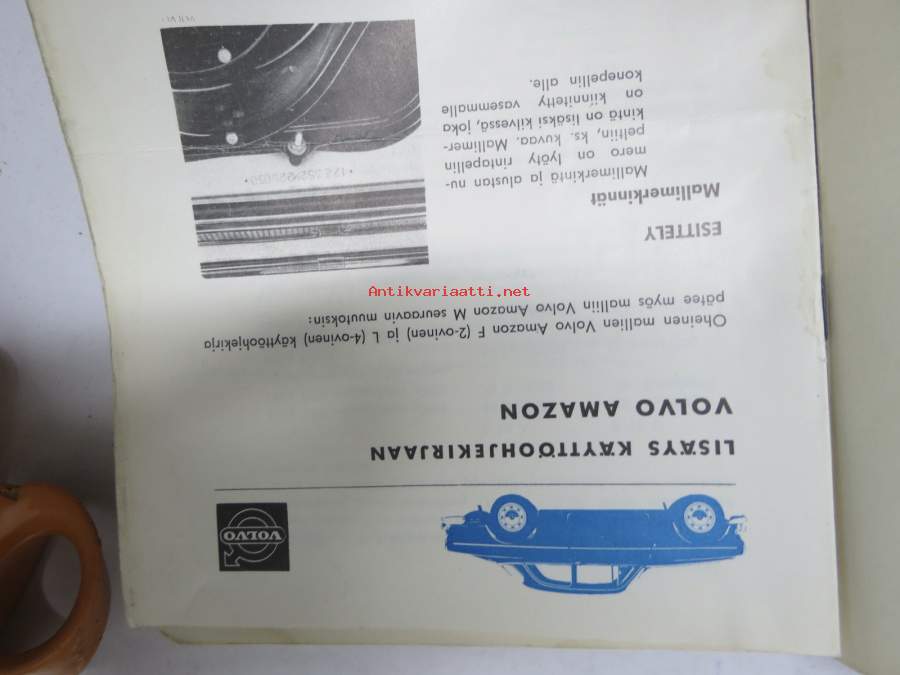 VOLVO
LISÄYS KÄYTTÖOHJEKIRJAAN
VOLVO AMAZON
Oheinen mallien Volvo Amazon F (2-ovinen) ja L (4-ovinen) käyttöohjekirja
pätee myös malliin Volvo Amazon M seuraavin muutoksin:
ESITTELY
Mallimerkinnät
Mallimerkintä ja alustan nu-
mero on lyöty rintapellin
peltiin, ks. kuvaa. Mallimer-
kintä on lisäksi kilvessä, joka
on kiinnitetty vasemmalle
konepellin alle.
Antikvariaatti.net